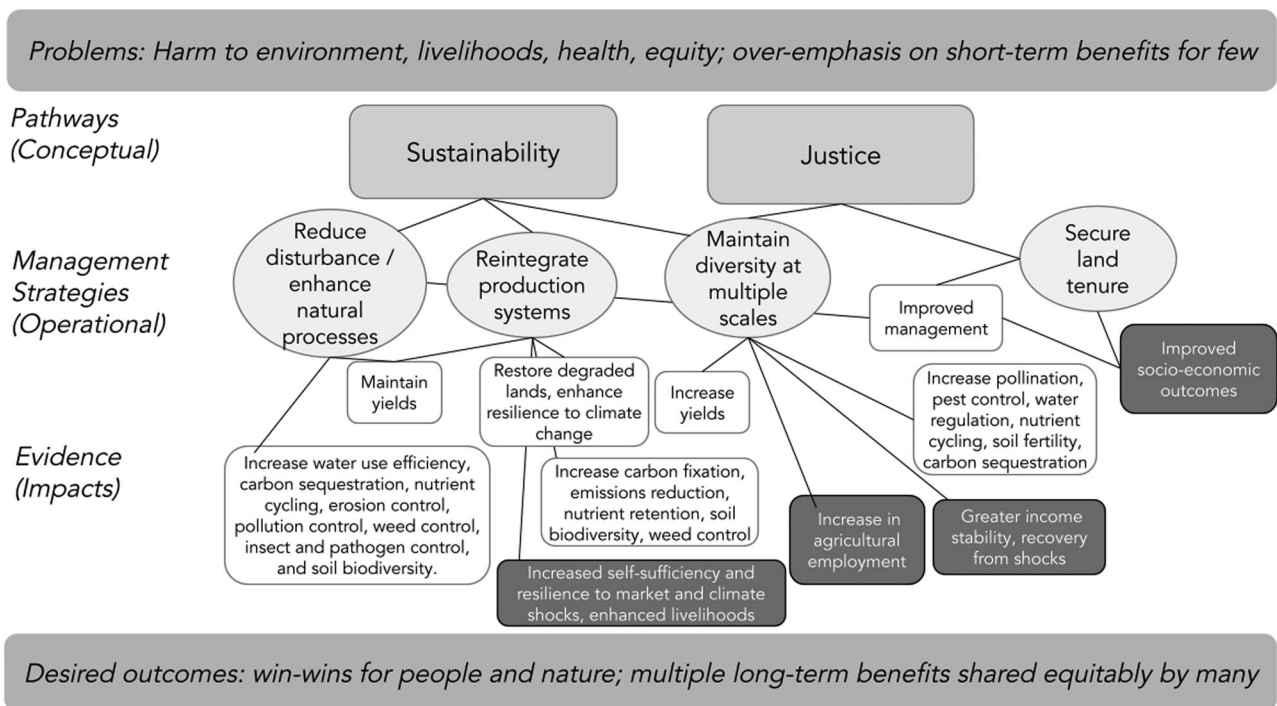 Problems: Harm to environment, livelihoods, health, equity; over-emphasis on short-term benefits for few
Pathways
(Conceptual)
Sustainability
Justice
Management
Strategies
(Operational)
Reduce
disturbance /
enhance
natural
processes
Reintegrate
production
systems
Maintain
diversity at
multiple
scales
Secure
land
tenure
Improved
management
Improved
socio-economic
outcomes
Evidence
(Impacts)
Maintain
yields
Restore degraded
lands, enhance
resilience to climate
change
Increase
yields
Increase pollination,
pest control, water
regulation, nutrient
cycling, soil fertility,
carbon sequestration
Increase water use efficiency,
carbon sequestration, nutrient
cycling, erosion control,
pollution control, weed control,
insect and pathogen control,
and soil biodiversity.
Increase carbon fixation,
emissions reduction,
nutrient retention, soil
biodiversity, weed control
Increased self-sufficiency and
resilience to market and climate
shocks, enhanced livelihoods
Increase in
agricultural
employment
Greater income
stability, recovery
from shocks
Desired outcomes: win-wins for people and nature; multiple long-term benefits shared equitably by many